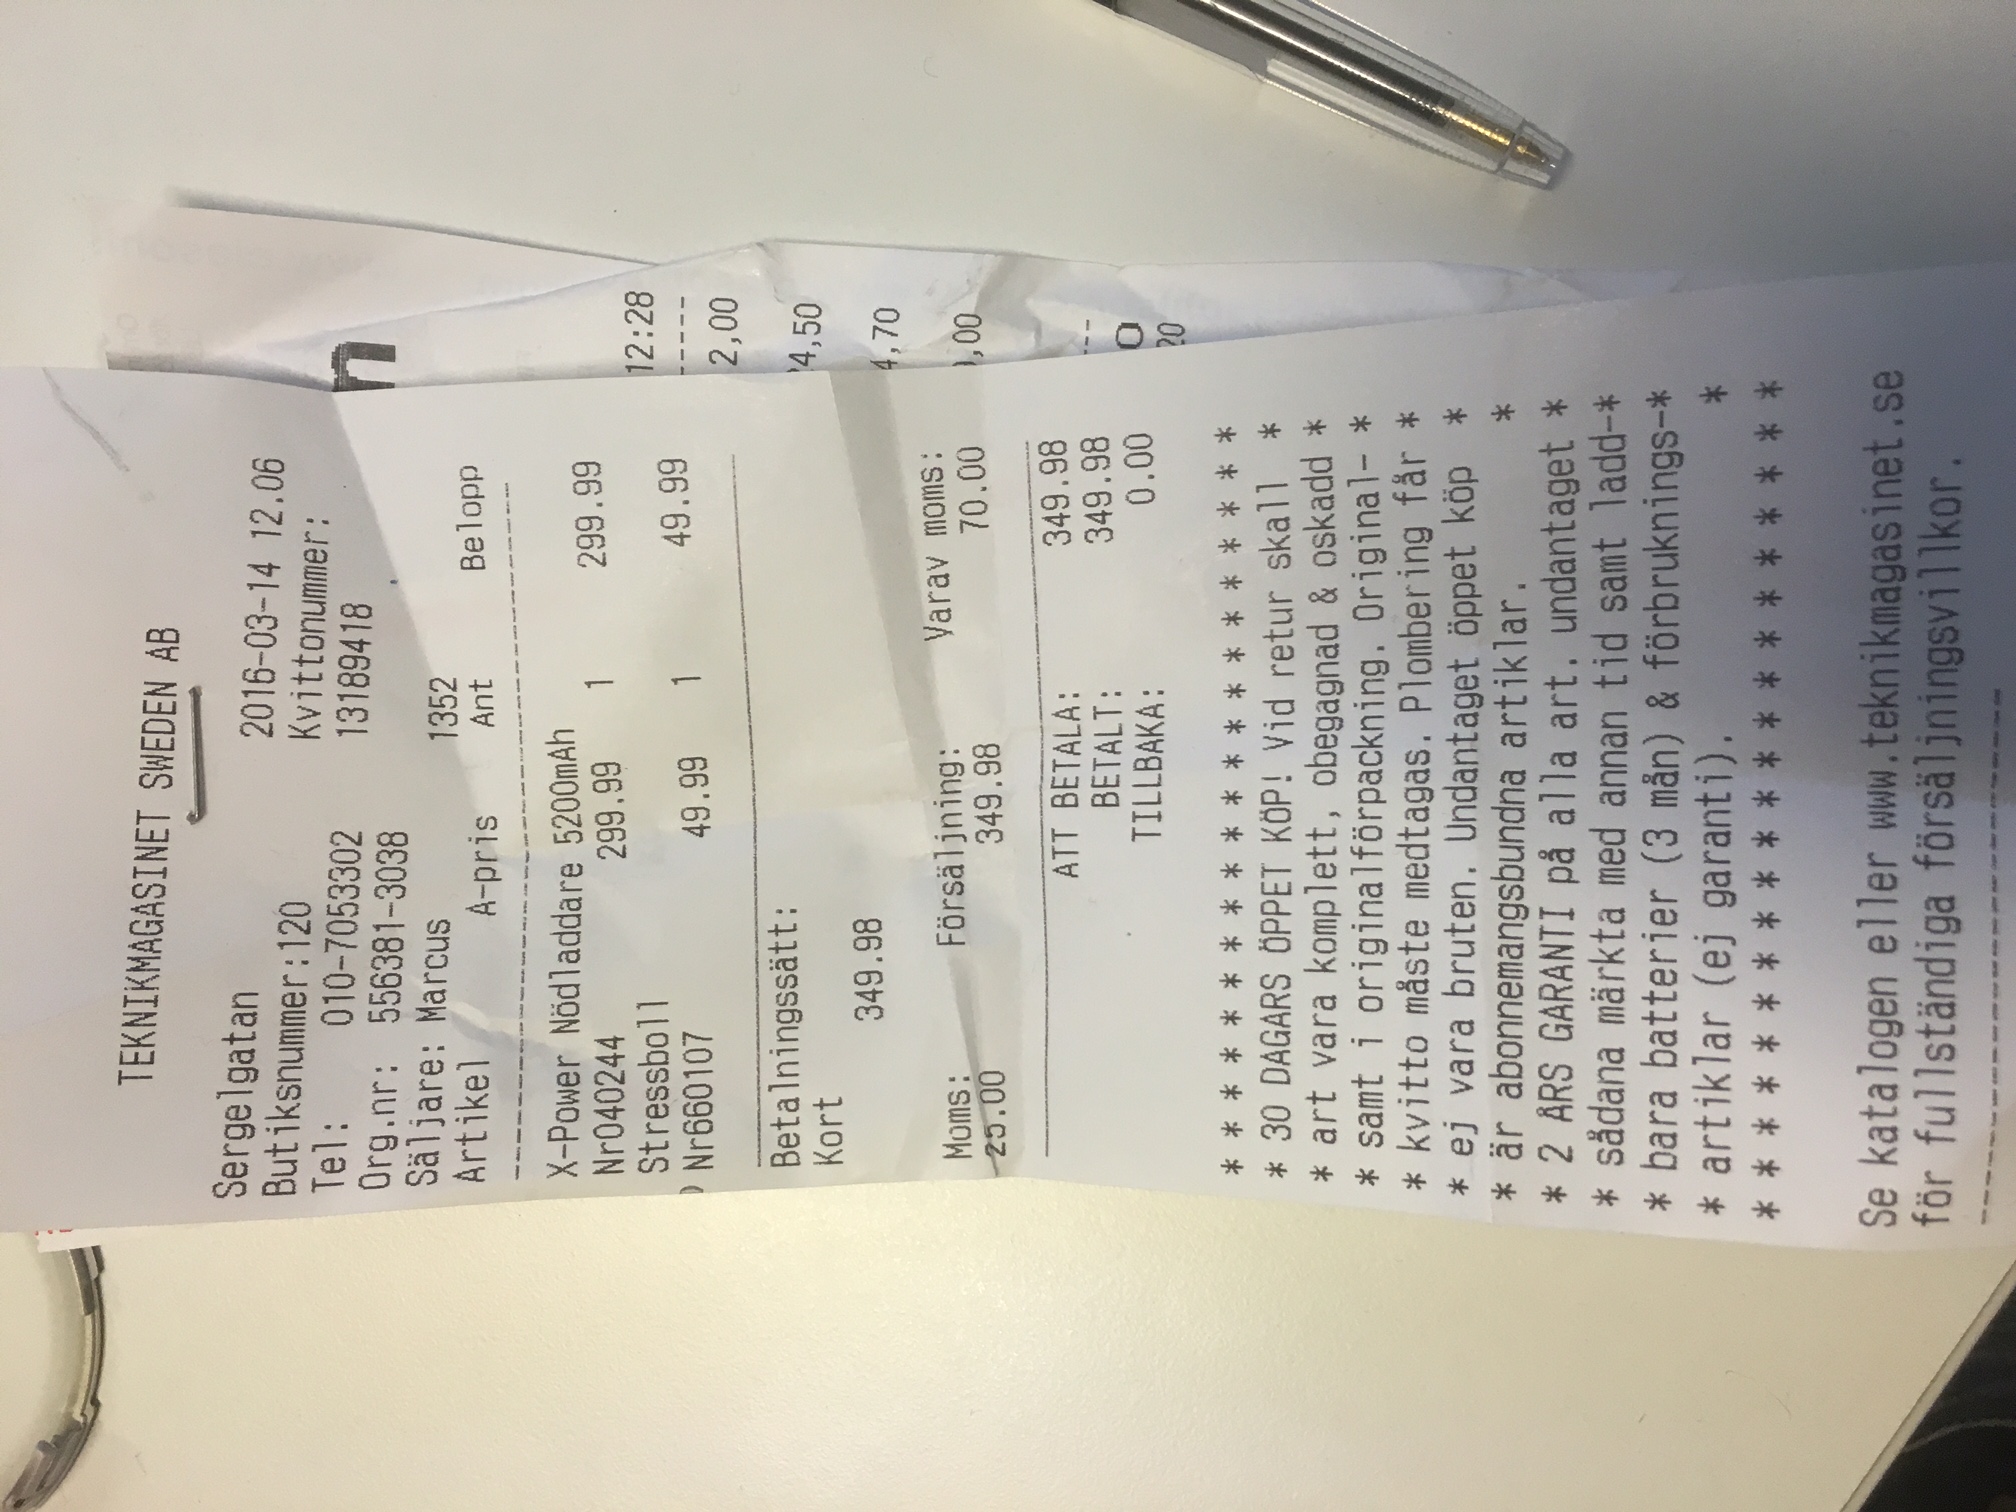 TEKNIKMAGASINET SWEDEN AB
Sergelgatan 2016-03-14 12.06
Butiksnummer:120 Kvittonummer:
Tel: 010-7053302 13189418
Org.nr: 556381-3038
Säljare: Marcus 1352
Artikel A-pris Ant Belopp
X-Power Nödladdare 5200mAh
Nr040244 299.99 1 299.99
Stressboll
Nr660107 49.99 1 49.99
Betalningssätt:
Kort
349.98
Moms: Försäljning: Varav moms:
25.00 349.98 70.00
ATT BETALA: 349.98
BETALT: 349.98
TILLBAKA: 0.00
* * * * * * * * * * * * * * * * * * * * *
* 30 DAGARS ÖPPET KÖP! Vid retur skall *
* art vara komplett, obegagnad & oskadd *
* samt i originalförpackning. Original- *
* kvitto måste medtagas. Plombering får *
* ej vara bruten. Undantaget öppet köp *
* är abonnemangsbundna artiklar. *
* 2 ÅRS GARANTI på alla art. undantaget *
* sådana märkta med annan tid samt ladd-*
* bara batterier (3 mån) & förbruknings-*
* artiklar (ej garanti). *
* * * * * * * * * * * * * * * * * * * * *
Se katalogen eller www.teknikmagasinet.se
för fullständiga försäljningsvillkor.
n
12:28
2,00
4,50
4,70
,00
O
20